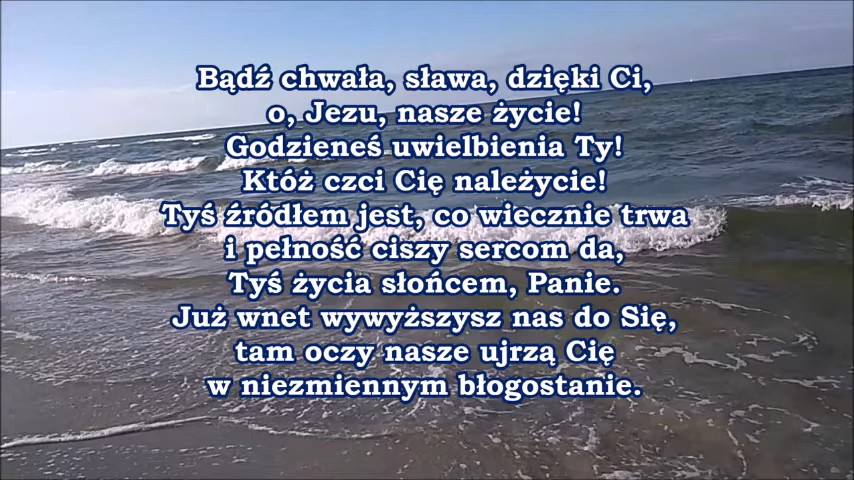 Bądź chwała, sława, dzięki Ci,
o, Jezu, nasze życie!
Godzieneś uwielbienia Ty!
Któż czci Cię należycie!
Tyś źródłem jest, co wiecznie trwa
i pełność ciszy sercom da,
Tyś życia słońcem, Panie.
Już wnet wywyższysz nas do Się,
tam oczy nasze ujrzą Cię
w niezmiennym błogostanie.